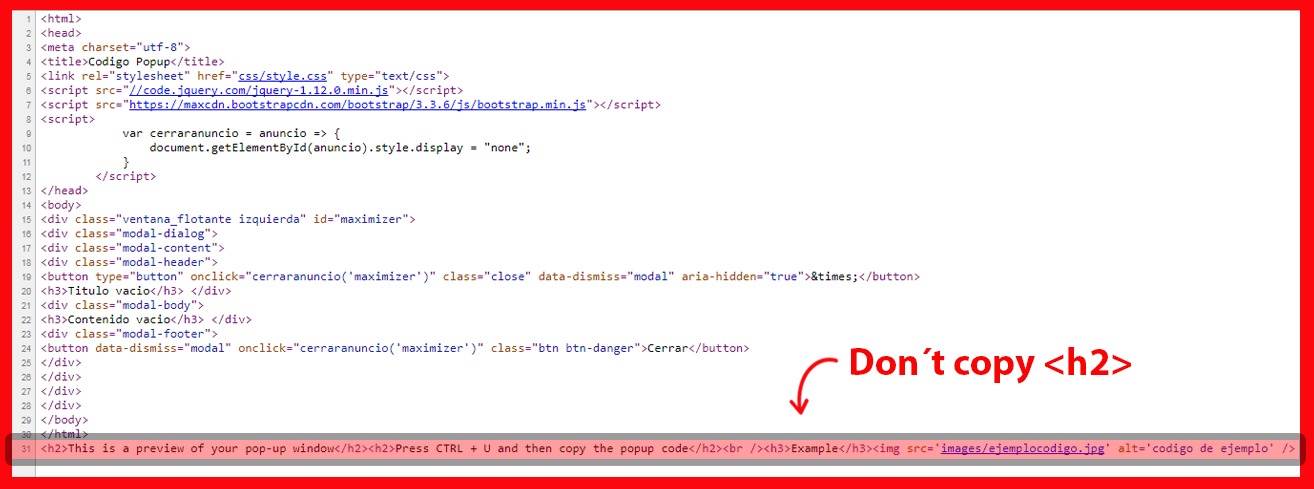 1 <html>
2 <head>
3 <meta charset="utf-8">
4 <title>Codigo Popup</title>
5 <link rel="stylesheet" href="css/style.css" type="text/css">
6 <script src="//code.jquery.com/jquery-1.12.0.min.js"></script>
7 <script src="https://maxcdn.bootstrapcdn.com/bootstrap/3.3.6/js/bootstrap.min.js"></script>
8 <script>
9 var cerraranuncio = anuncio => {
10 document.getElementById(anuncio).style.display = "none";
11 }
12 </script>
13 </head>
14 <body>
15 <div class="ventana_flotante izquierda" id="maximizer">
16 <div class="modal-dialog">
17 <div class="modal-content">
18 <div class="modal-header">
19 <button type="button" onclick="cerraranuncio('maximizer')" class="close" data-dismiss="modal" aria-hidden="true">&times;</button>
20 <h3>Titulo vacio</h3> </div>
21 <div class="modal-body">
22 <h3>Contenido vacio</h3> </div>
23 <div class="modal-footer">
24 <button data-dismiss="modal" onclick="cerraranuncio('maximizer')" class="btn btn-danger">Cerrar</button>
25 </div>
26 </div>
27 </div>
28 </div>
29 </body>
30 </html>
31 <h2>This is a preview of your pop-up window</h2><h2>Press CTRL + U and then copy the popup code</h2><br /><h3>Example</h3><img src='images/ejemplocodigo.jpg' alt='codigo de ejemplo' />
Don´t copy <h2>